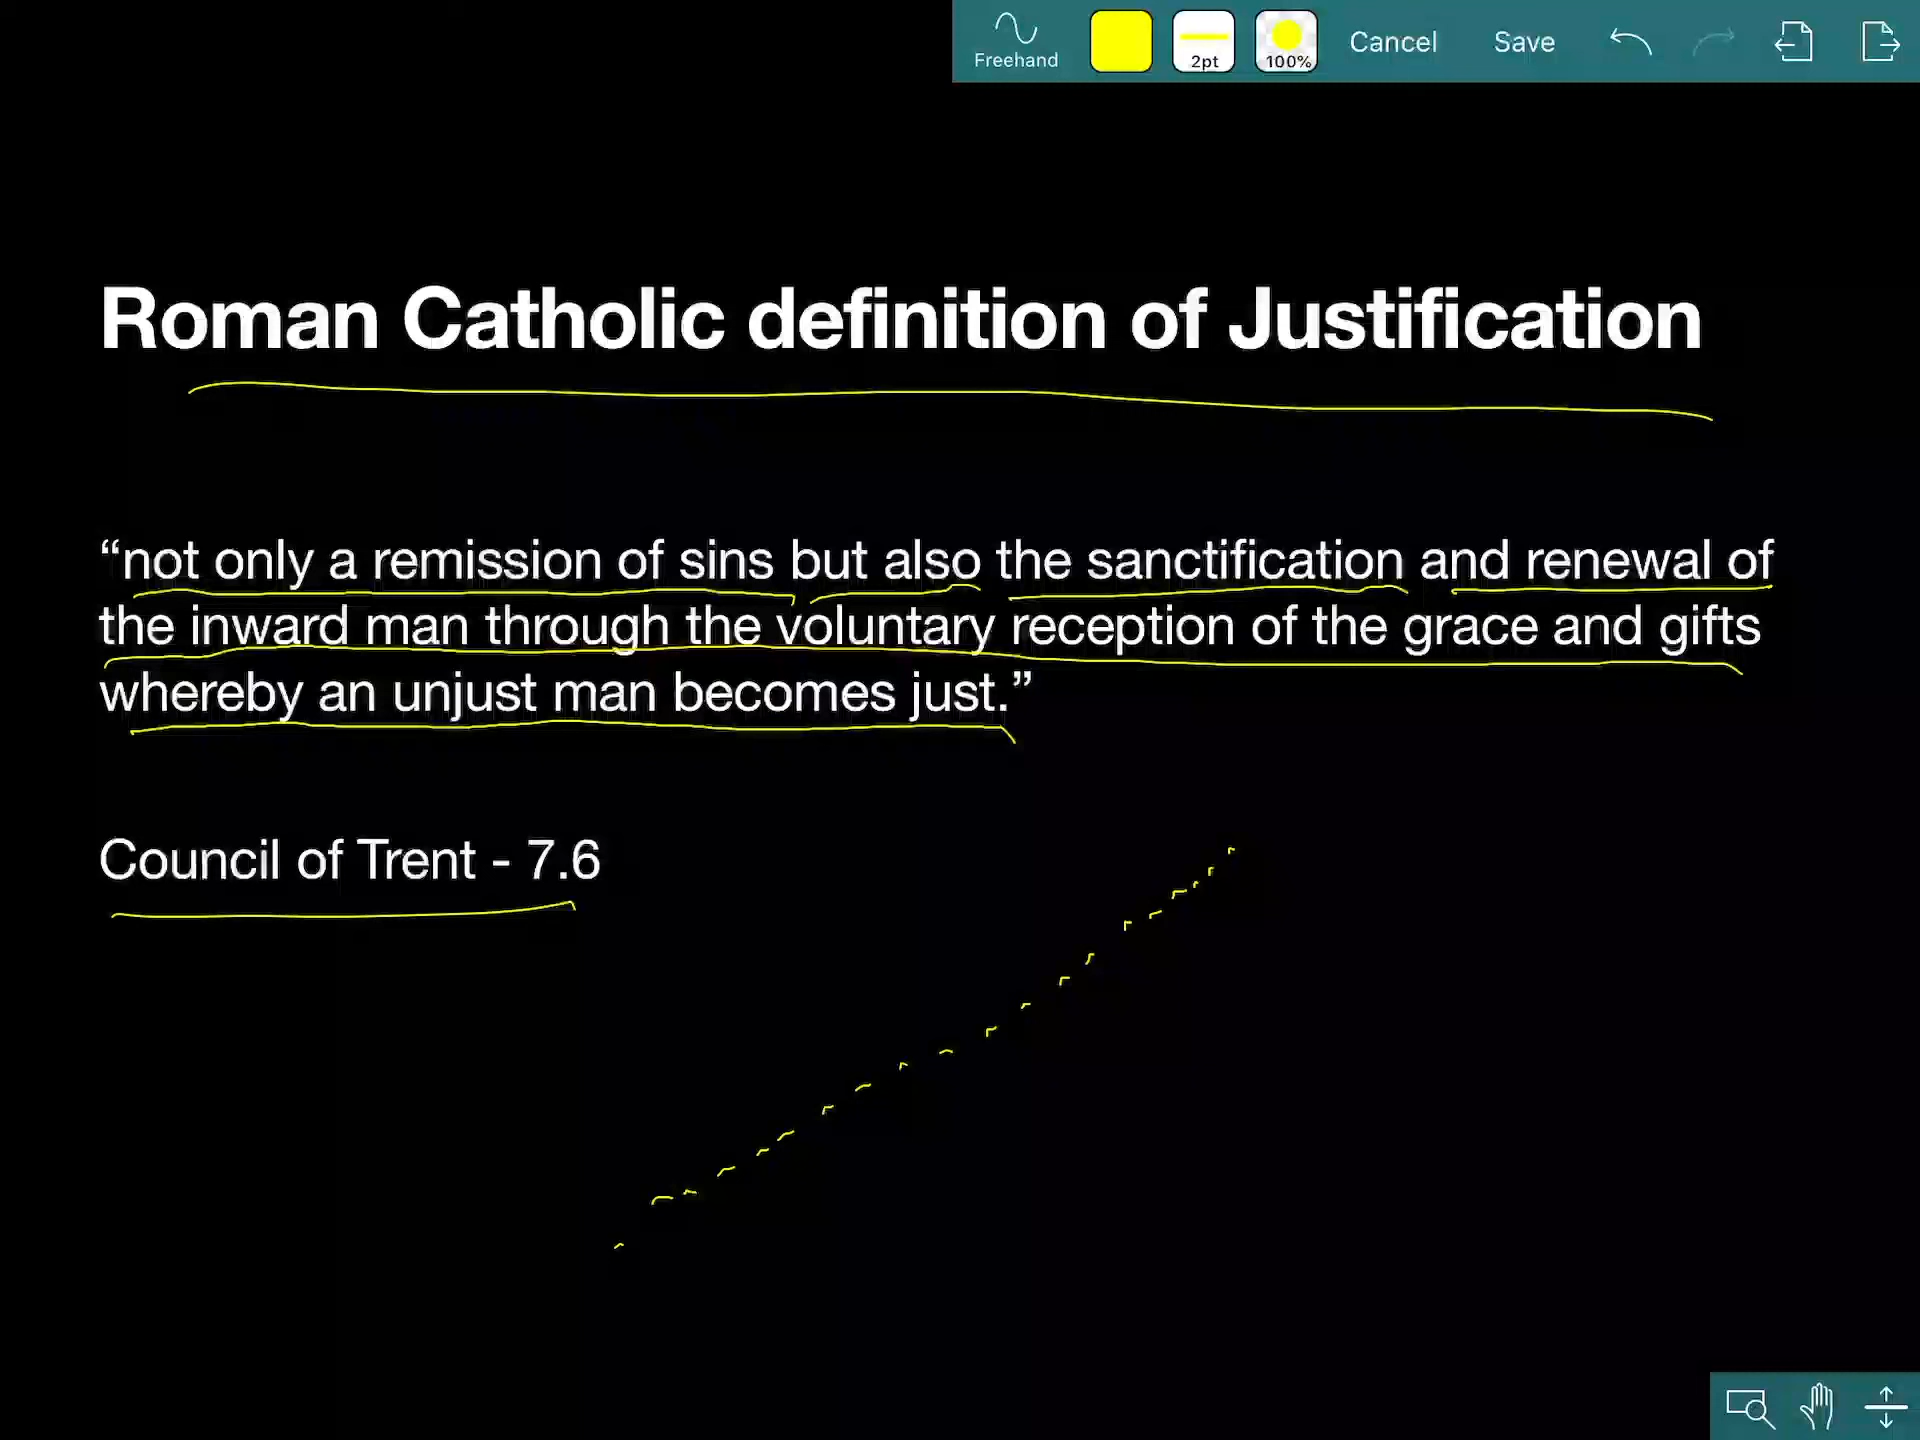 Freehand
2pt
100%
Cancel
Save
Roman Catholic definition of Justification
“not only a remission of sins but also the sanctification and renewal of
the inward man through the voluntary reception of the grace and gifts
whereby an unjust man becomes just.”
Council of Trent - 7.6